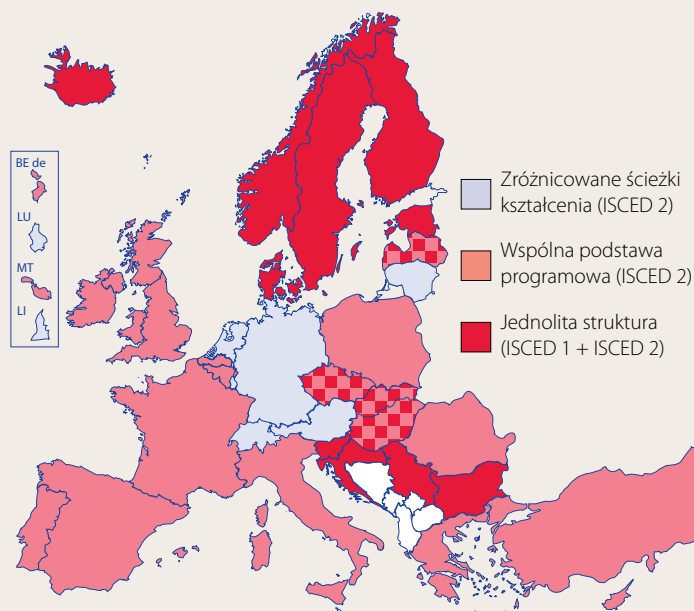 BE de
LU
MT
LI
Zróżnicowane ścieżki
kształcenia (ISCED 2)
Wspólna podstawa
programowa (ISCED 2)
Jednolita struktura
(ISCED 1 + ISCED 2)